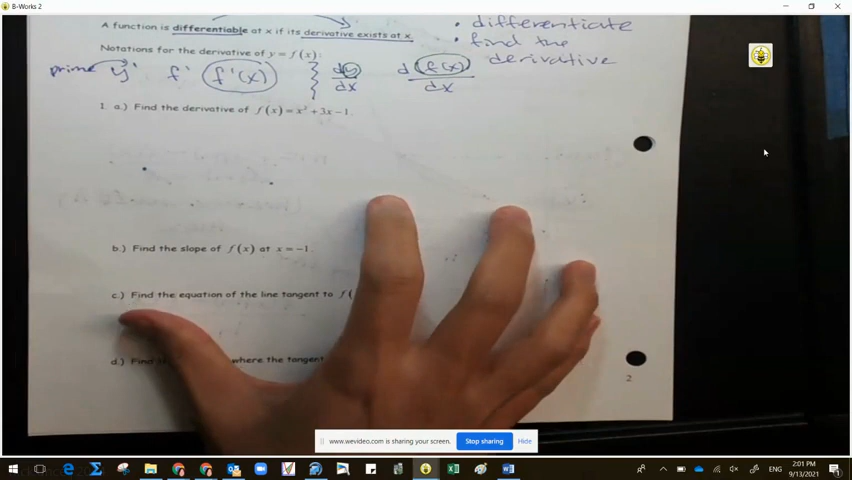 B-Works 2
A function is differentiable at x if its derivative exists at x.
• differentiate
• find the
derivative
Notations for the derivative of y = f(x):
prime y' f' f'(x) dy/dx d(f(x))/dx
1. a.) Find the derivative of f(x) = x² + 3x - 1.
b.) Find the slope of f(x) at x = -1.
c.) Find the equation of the line tangent to f(
d.) Find where the tangent
2
www.wevideo.com is sharing your screen. Stop sharing Hide
2:01 PM
ENG
9/13/2021